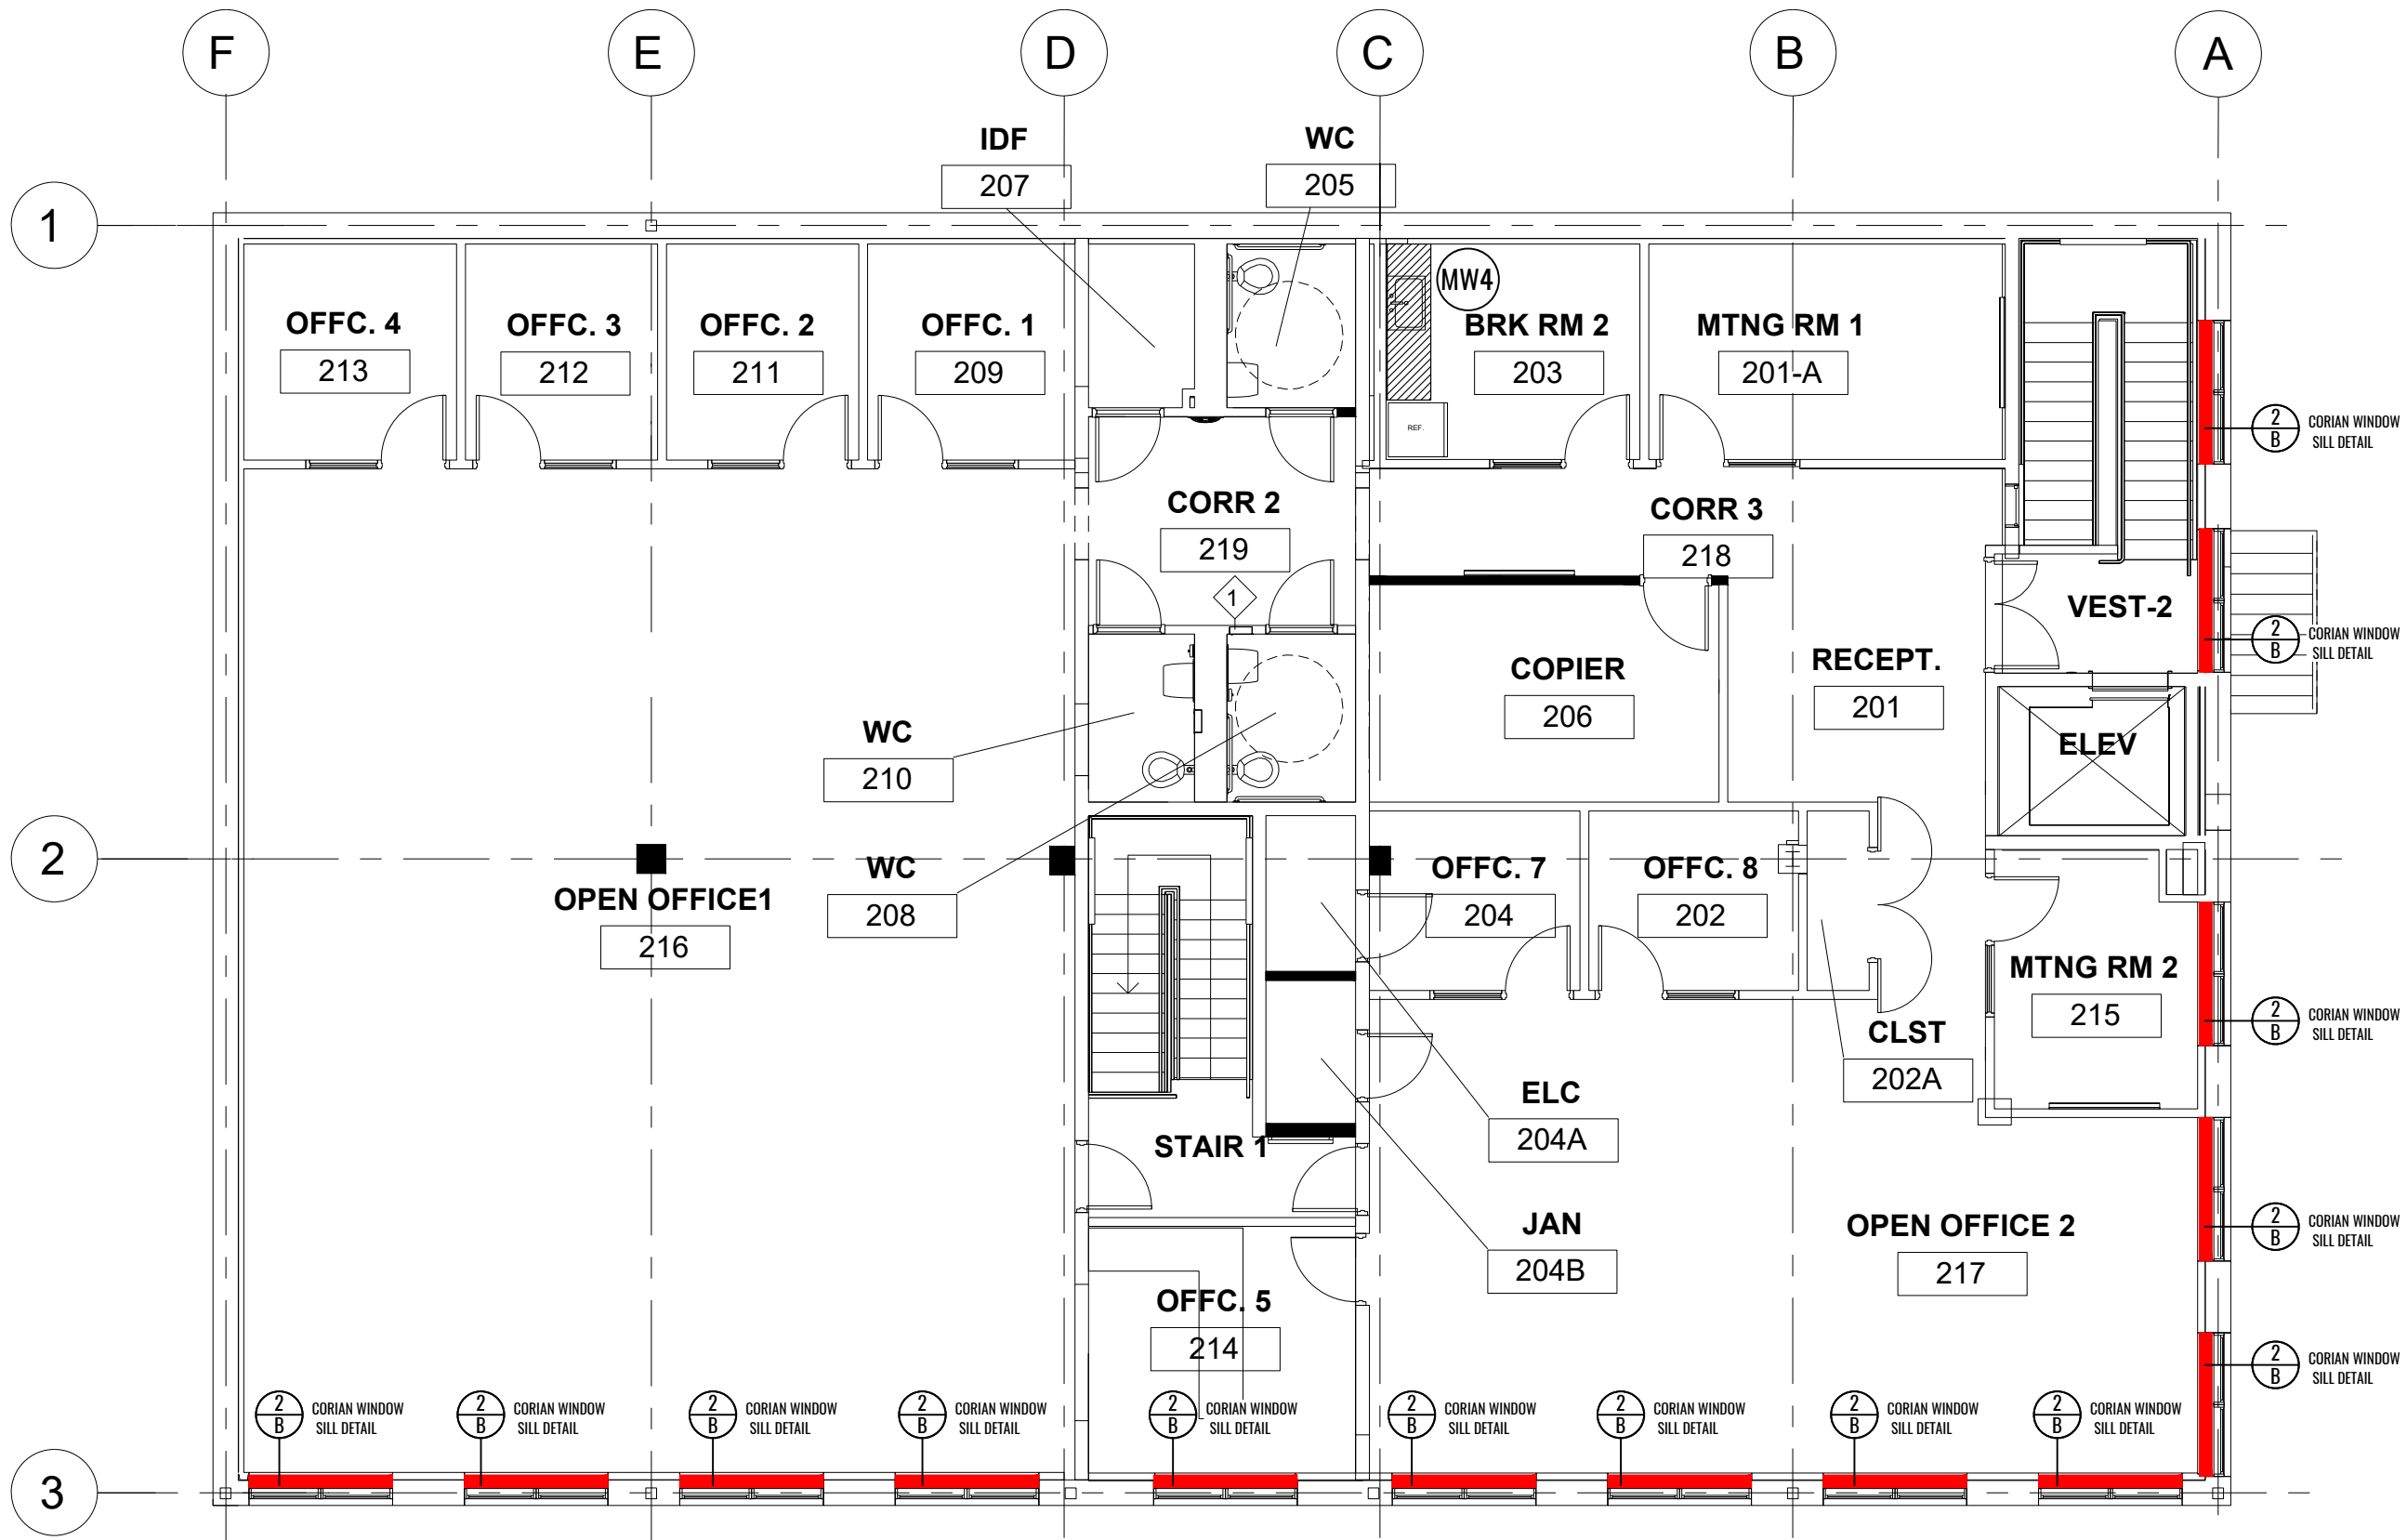 F
E
D
C
B
A
IDF
207
WC
205
1
OFFC. 4
213
OFFC. 3
212
OFFC. 2
211
OFFC. 1
209
MW4
BRK RM 2
203
MTNG RM 1
201-A
REF.
2
B
CORIAN WINDOW
SILL DETAIL
CORR 2
219
CORR 3
218
1
VEST-2
2
B
CORIAN WINDOW
SILL DETAIL
COPIER
206
RECEPT.
201
WC
210
ELEV
2
OPEN OFFICE1
216
WC
208
OFFC. 7
204
OFFC. 8
202
MTNG RM 2
215
2
B
CORIAN WINDOW
SILL DETAIL
CLST
202A
ELC
204A
STAIR 1
JAN
204B
OPEN OFFICE 2
217
2
B
CORIAN WINDOW
SILL DETAIL
OFFC. 5
214
2
B
CORIAN WINDOW
SILL DETAIL
2
B
CORIAN WINDOW
SILL DETAIL
2
B
CORIAN WINDOW
SILL DETAIL
2
B
CORIAN WINDOW
SILL DETAIL
2
B
CORIAN WINDOW
SILL DETAIL
2
B
CORIAN WINDOW
SILL DETAIL
2
B
CORIAN WINDOW
SILL DETAIL
2
B
CORIAN WINDOW
SILL DETAIL
2
B
CORIAN WINDOW
SILL DETAIL
2
B
CORIAN WINDOW
SILL DETAIL
3